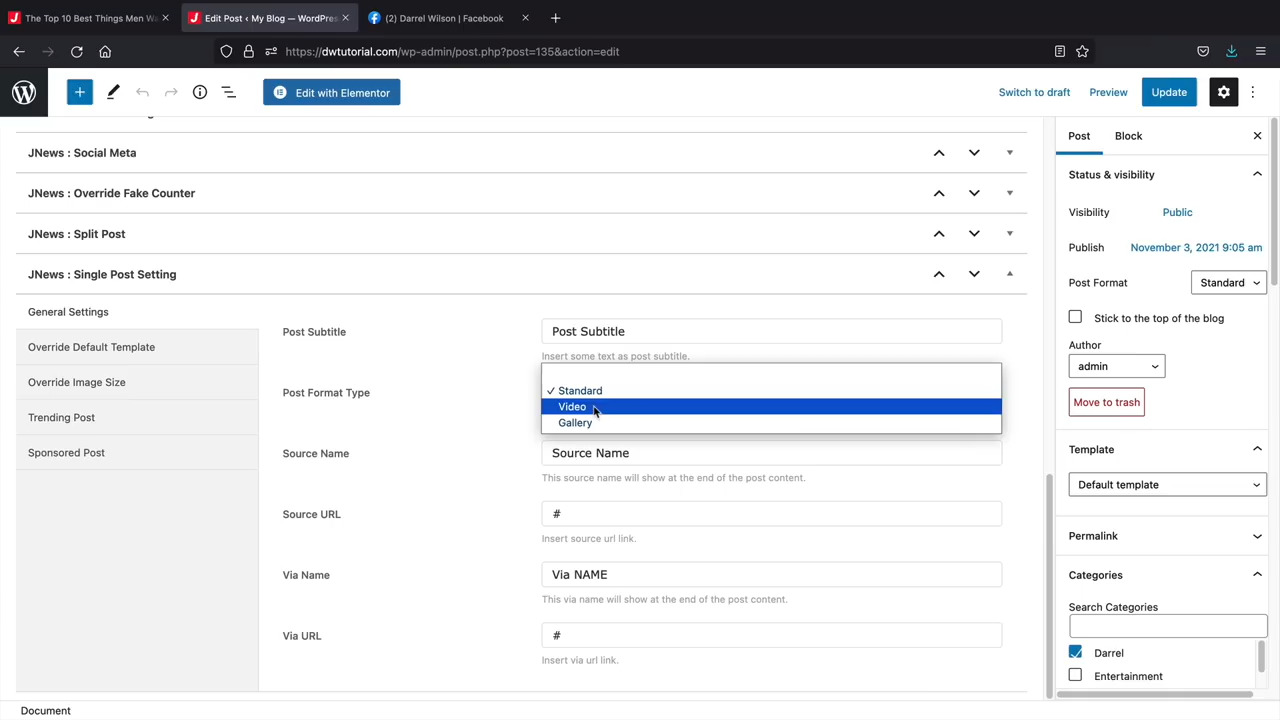 The Top 10 Best Things Men Wa
Edit Post ‹ My Blog — WordPress
(2) Darrel Wilson | Facebook
https://dwtutorial.com/wp-admin/post.php?post=135&action=edit
Edit with Elementor
Switch to draft
Preview
Update
JNews : Social Meta
JNews : Override Fake Counter
JNews : Split Post
JNews : Single Post Setting
General Settings
Override Default Template
Override Image Size
Trending Post
Sponsored Post
Post Subtitle
Post Subtitle
Insert some text as post subtitle.
Post Format Type
✓ Standard
Video
Gallery
Source Name
Source Name
This source name will show at the end of the post content.
Source URL
#
Insert source url link.
Via Name
Via NAME
This via name will show at the end of the post content.
Via URL
#
Insert via url link.
Post
Block
Status & visibility
Visibility
Public
Publish
November 3, 2021 9:05 am
Post Format
Standard
Stick to the top of the blog
Author
admin
Move to trash
Template
Default template
Permalink
Categories
Search Categories
Darrel
Entertainment
Document